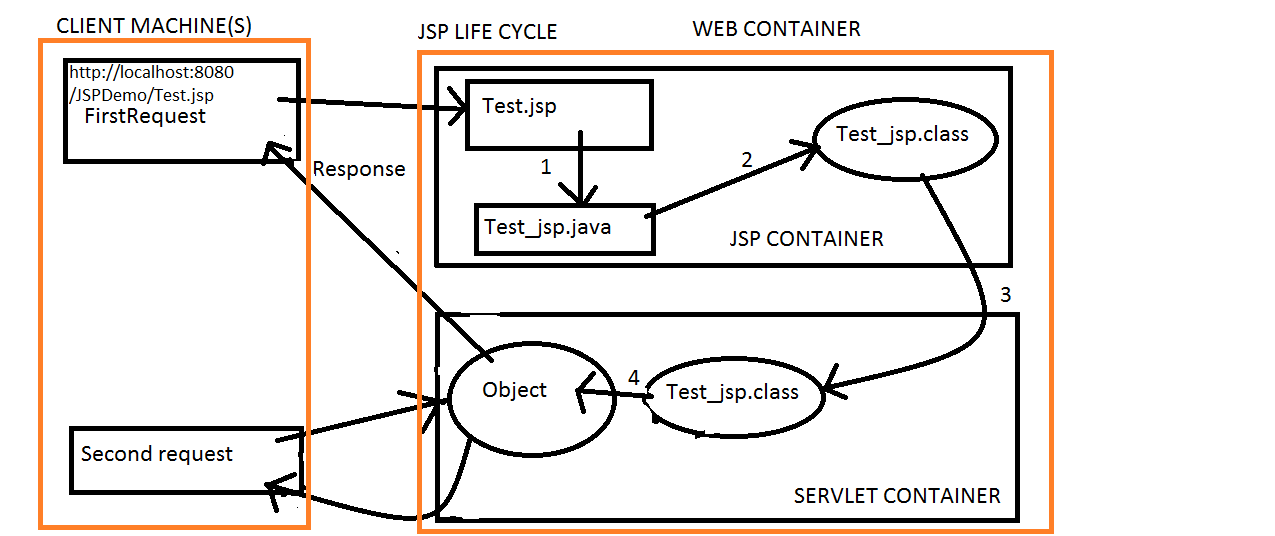 CLIENT MACHINE(S)
JSP LIFE CYCLE
WEB CONTAINER
http://localhost:8080
/JSPDemo/Test.jsp
FirstRequest
Test.jsp
Test_jsp.class
Response
1
2
Test_jsp.java
JSP CONTAINER
3
Object
4
Test_jsp.class
Second request
SERVLET CONTAINER